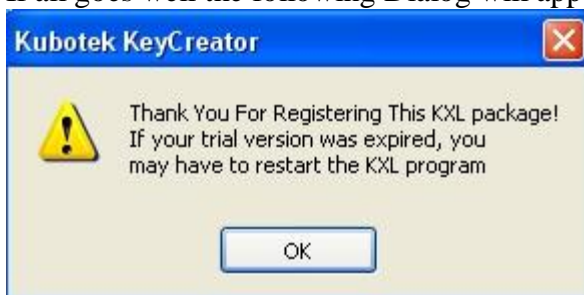 If all goes well the following Dialog will app
Kubotek KeyCreator
Thank You For Registering This KXL package!
If your trial version was expired, you
may have to restart the KXL program
OK